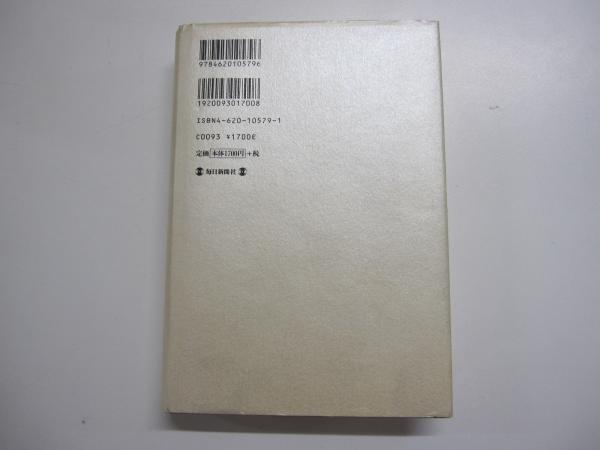 9784620105796
1920093017008
ISBN4-620-10579-1
C0093 ¥1700E
定価 本体1700円 +税
毎日新聞社